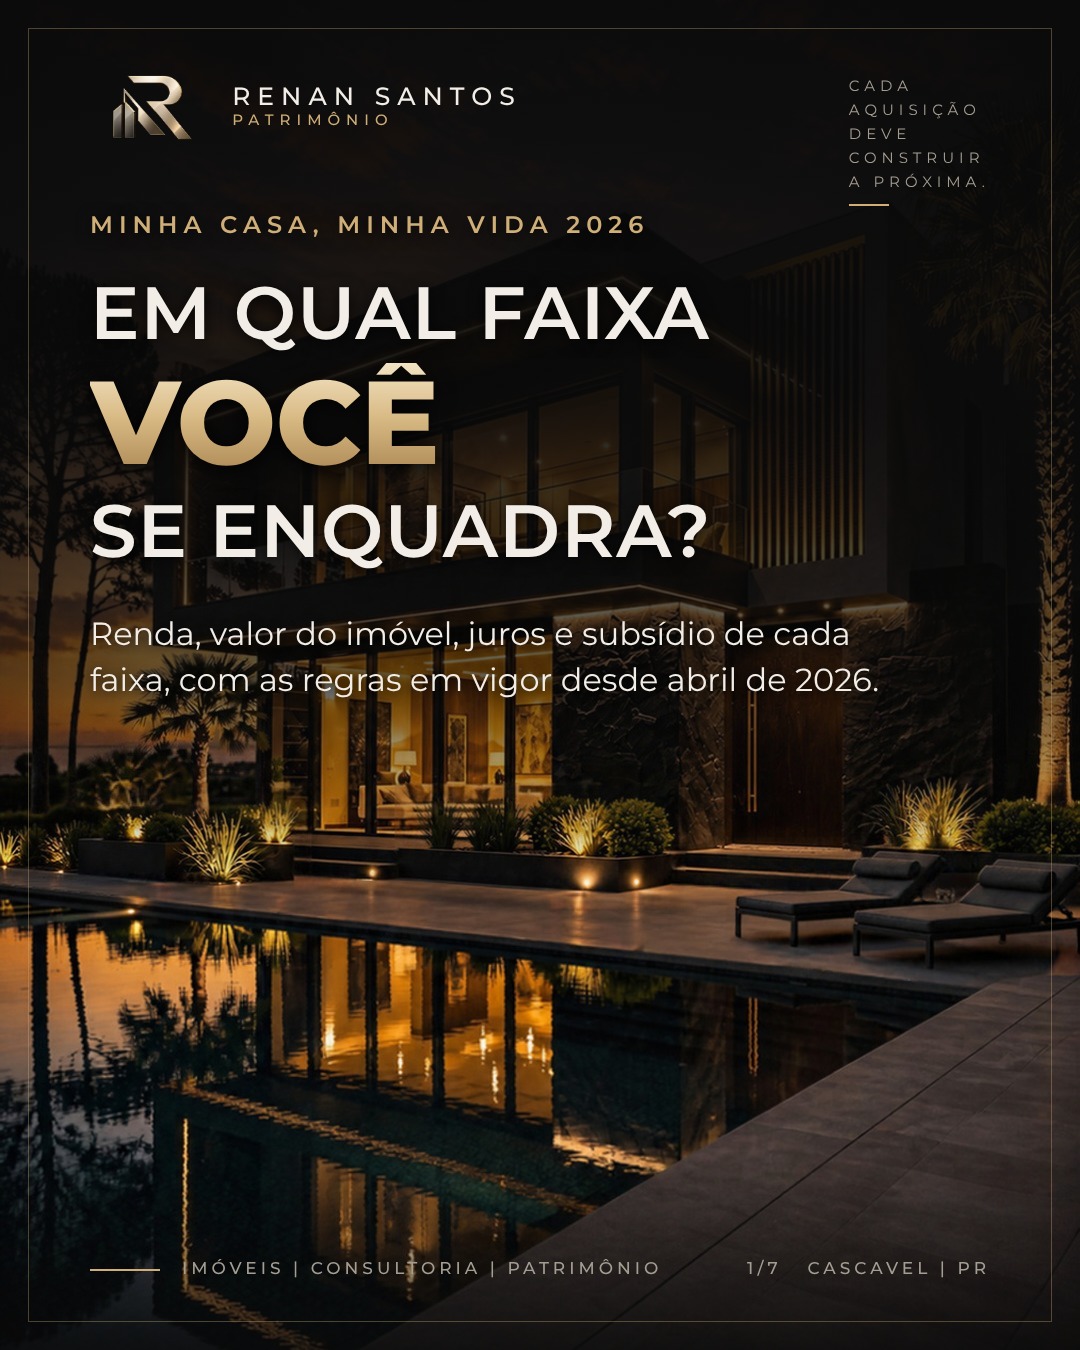 RENAN SANTOS
PATRIMÔNIO
CADA
AQUISIÇÃO
DEVE
CONSTRUIR
A PRÓXIMA.
MINHA CASA, MINHA VIDA 2026
EM QUAL FAIXA
VOCÊ
SE ENQUADRA?
Renda, valor do imóvel, juros e subsídio de cada
faixa, com as regras em vigor desde abril de 2026.
IMÓVEIS | CONSULTORIA | PATRIMÔNIO
1/7 CASCAVEL | PR